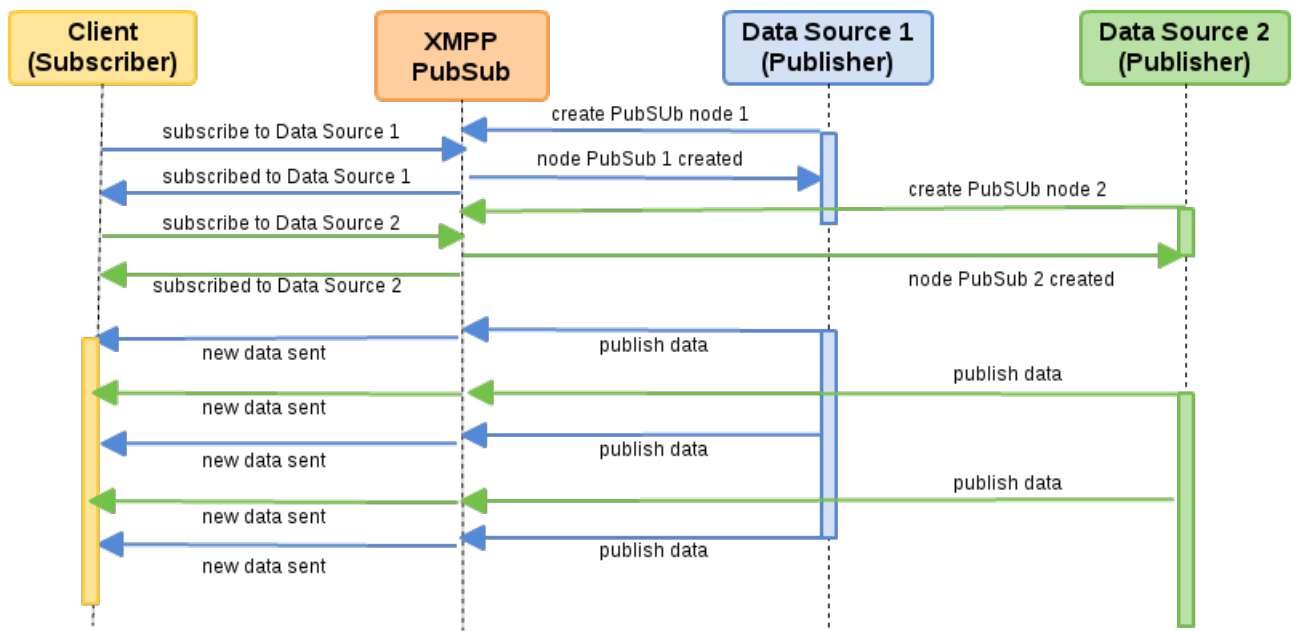 Client
(Subscriber)
XMPP
PubSub
Data Source 1
(Publisher)
Data Source 2
(Publisher)
create PubSUb node 1
subscribe to Data Source 1
node PubSub 1 created
subscribed to Data Source 1
create PubSUb node 2
subscribe to Data Source 2
node PubSub 2 created
subscribed to Data Source 2
publish data
new data sent
publish data
new data sent
publish data
new data sent
publish data
new data sent
publish data
new data sent